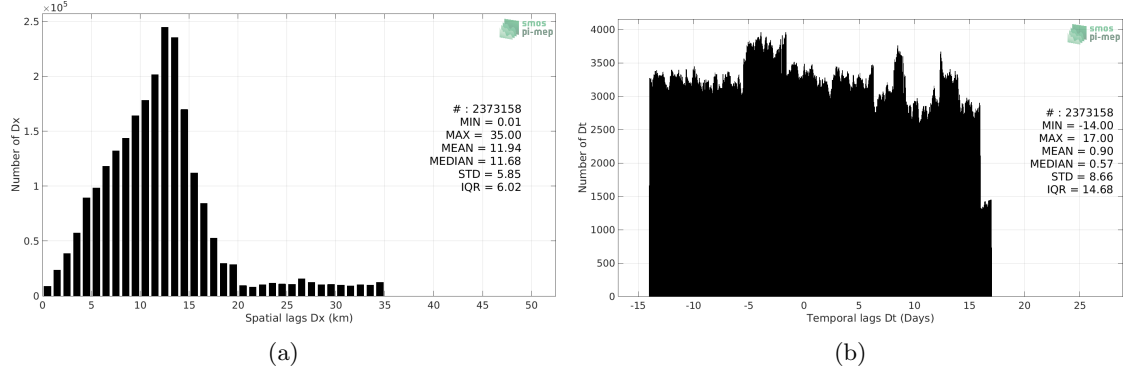 ×10⁵
2.5
2
1.5
1
0.5
0
0 5 10 15 20 25 30 35 40 45 50
Number of Dx
Spatial lags Dx (km)
smos
pi-mep
# : 2373158
MIN = 0.01
MAX = 35.00
MEAN = 11.94
MEDIAN = 11.68
STD = 5.85
IQR = 6.02
(a)
4000
3500
3000
2500
2000
1500
1000
500
0
-15 -10 -5 0 5 10 15 20 25
Number of Dt
Temporal lags Dt (Days)
smos
pi-mep
# : 2373158
MIN = -14.00
MAX = 17.00
MEAN = 0.90
MEDIAN = 0.57
STD = 8.66
IQR = 14.68
(b)